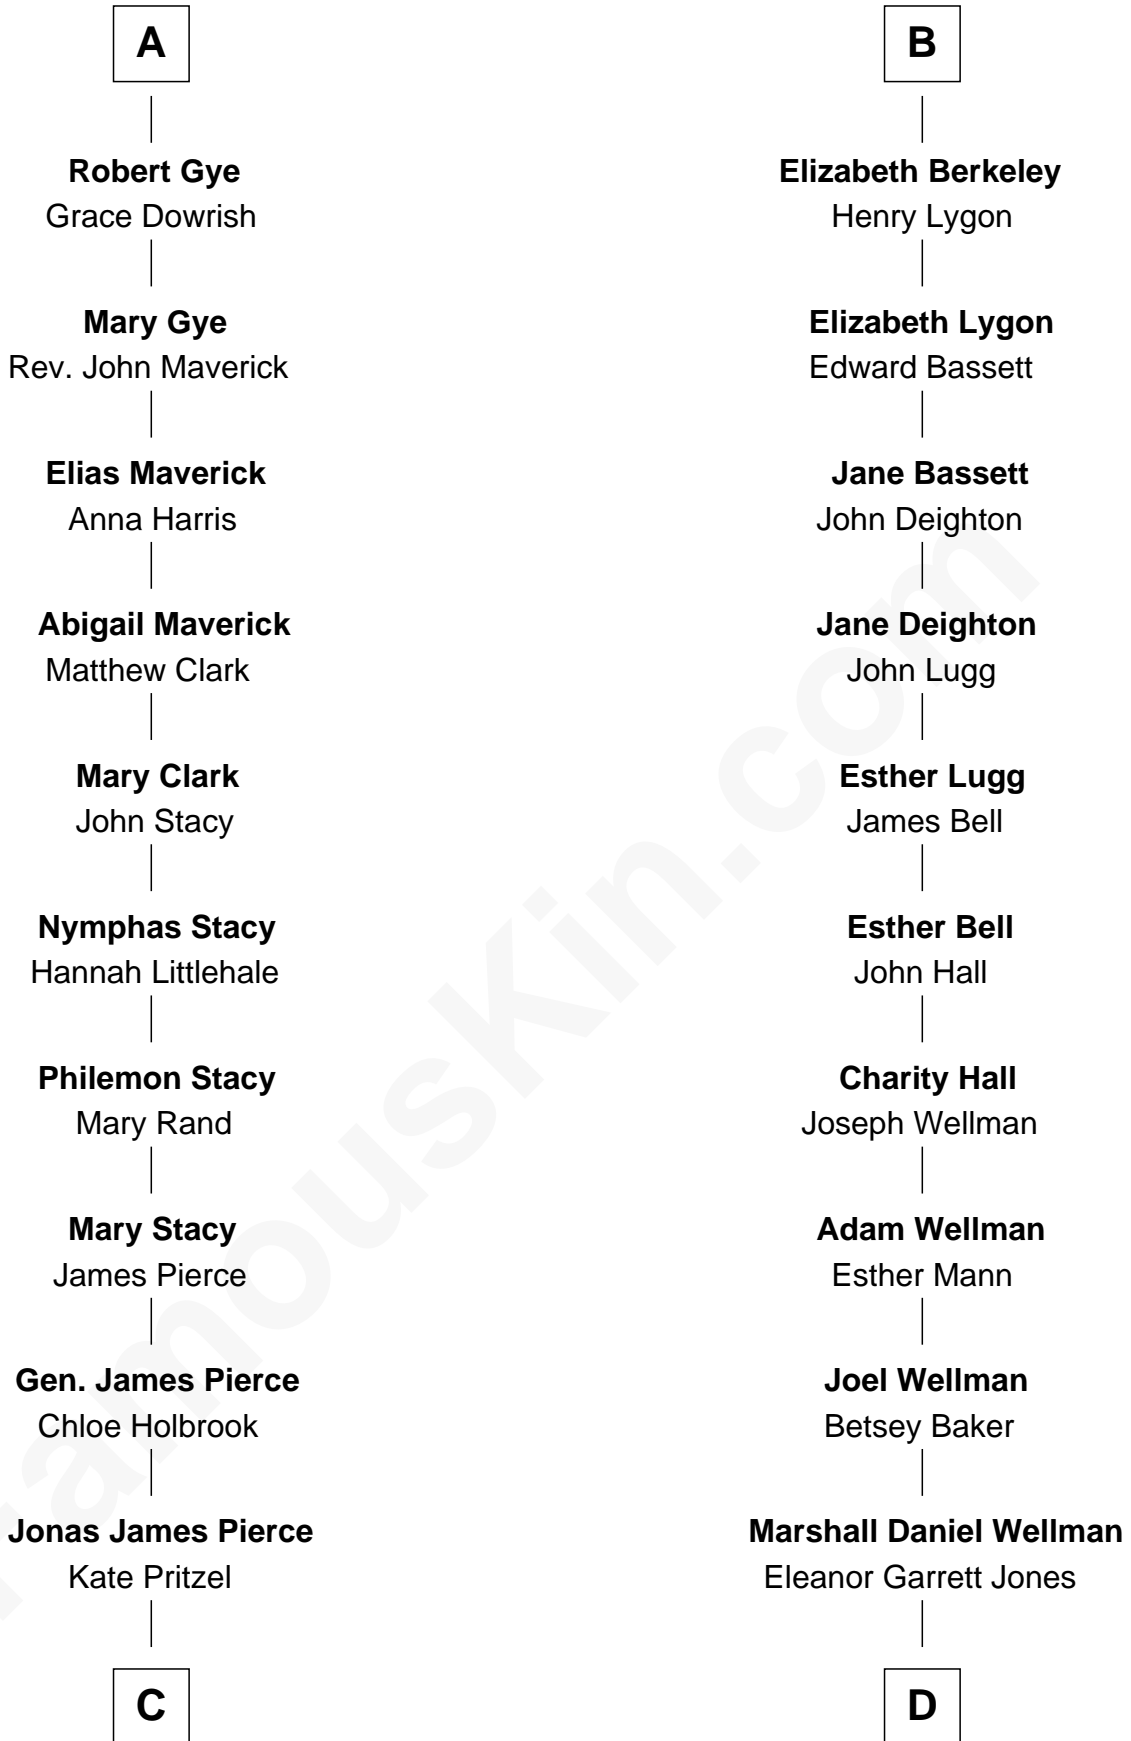 A
Robert Gye
Grace Dowrish
Mary Gye
Rev. John Maverick
Elias Maverick
Anna Harris
Abigail Maverick
Matthew Clark
Mary Clark
John Stacy
Nymphas Stacy
Hannah Littlehale
Philemon Stacy
Mary Rand
Mary Stacy
James Pierce
Gen. James Pierce
Chloe Holbrook
Jonas James Pierce
Kate Pritzel
C
B
Elizabeth Berkeley
Henry Lygon
Elizabeth Lygon
Edward Bassett
Jane Bassett
John Deighton
Jane Deighton
John Lugg
Esther Lugg
James Bell
Esther Bell
John Hall
Charity Hall
Joseph Wellman
Adam Wellman
Esther Mann
Joel Wellman
Betsey Baker
Marshall Daniel Wellman
Eleanor Garrett Jones
D
FamousKin.com